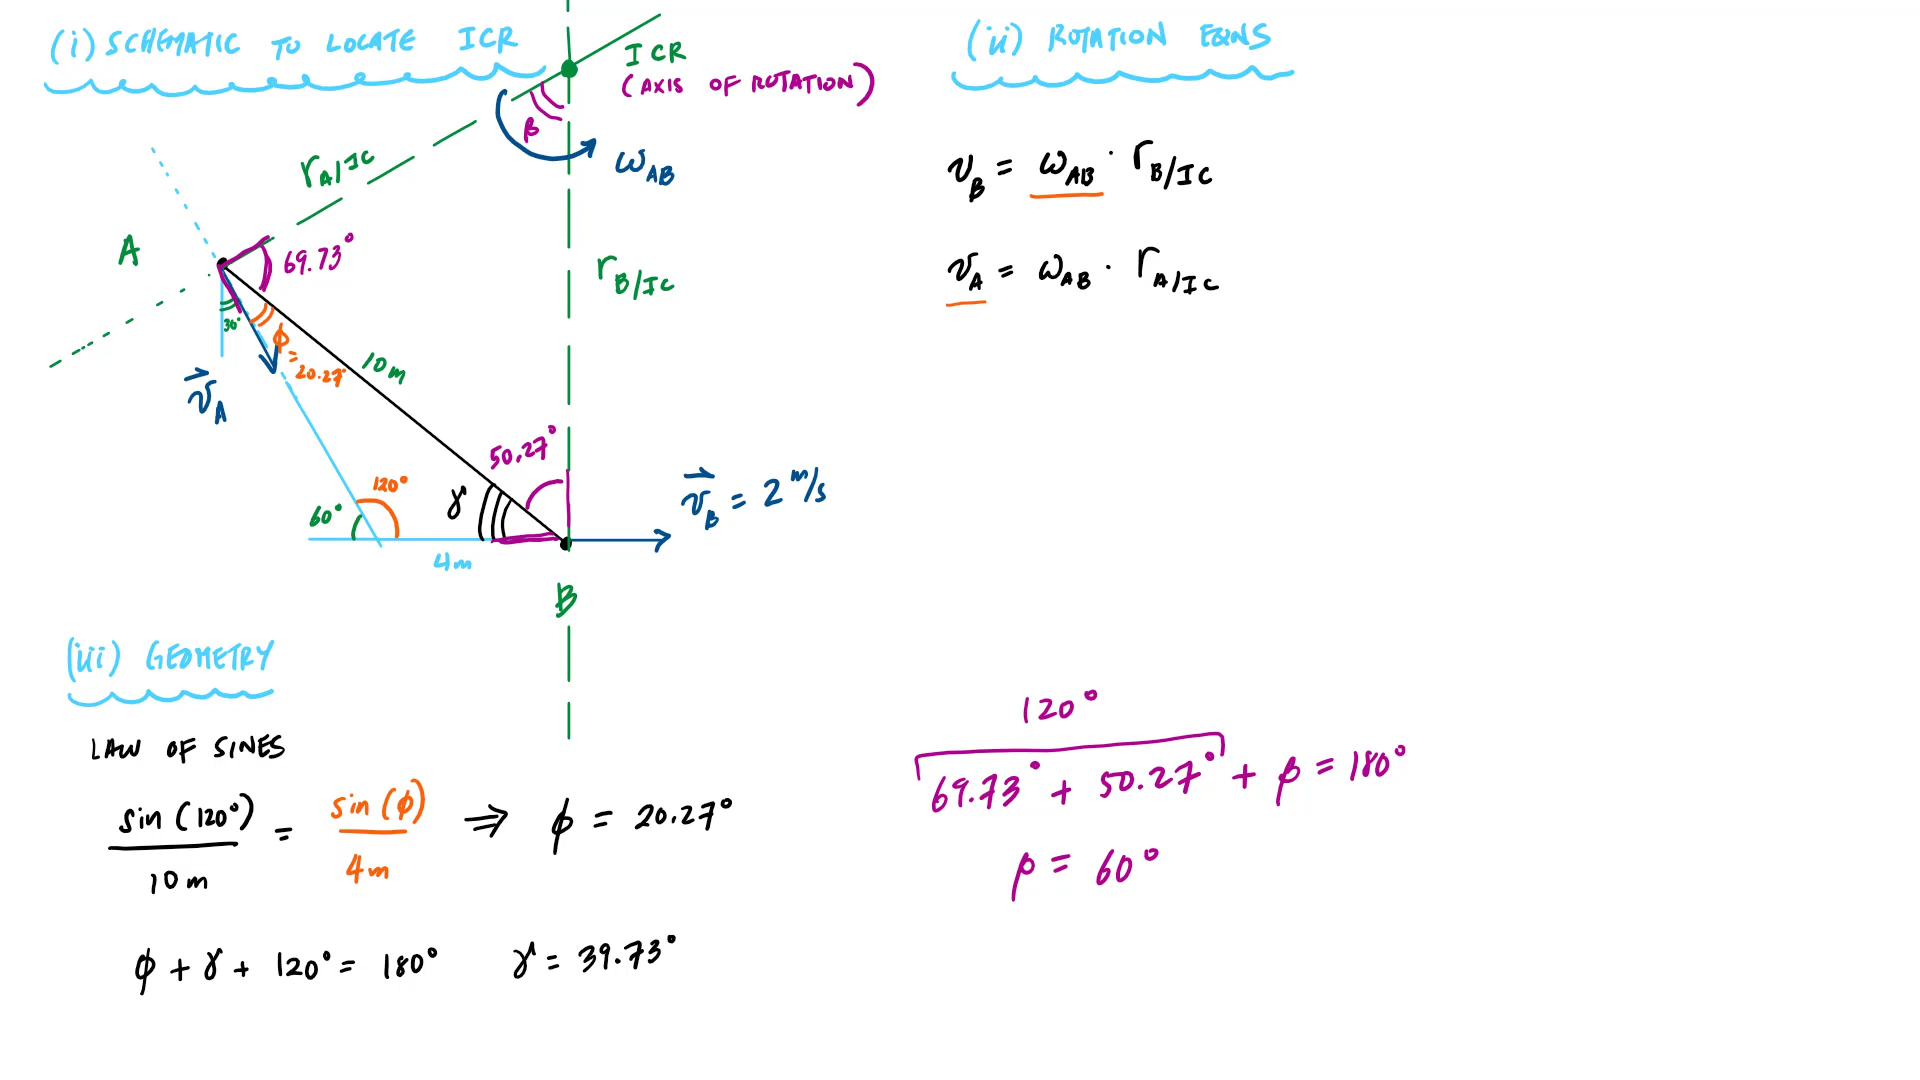 (i) SCHEMATIC TO LOCATE ICR
ICR
(AXIS OF ROTATION)
β
ω_AB
r_A/IC
A
69.73°
30°
ϕ = 20.27°
v_A
10m
r_B/IC
50.27°
γ
120°
60°
4m
v_B = 2 m/s
B
(ii) ROTATION EQNS
v_B = ω_AB · r_B/IC
v_A = ω_AB · r_A/IC
(iii) GEOMETRY
LAW OF SINES
sin(120°)/10m = sin(ϕ)/4m ⇒ ϕ = 20.27°
ϕ + γ + 120° = 180° γ = 39.73°
120°
69.73° + 50.27° + β = 180°
β = 60°